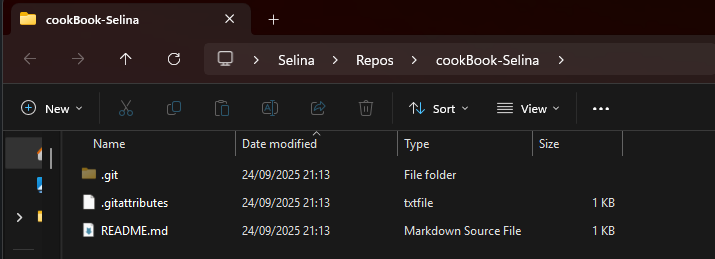 cookBook-Selina
Selina > Repos > cookBook-Selina >
New Sort View
Name Date modified Type Size
.git 24/09/2025 21:13 File folder
.gitattributes 24/09/2025 21:13 txtfile 1 KB
README.md 24/09/2025 21:13 Markdown Source File 1 KB